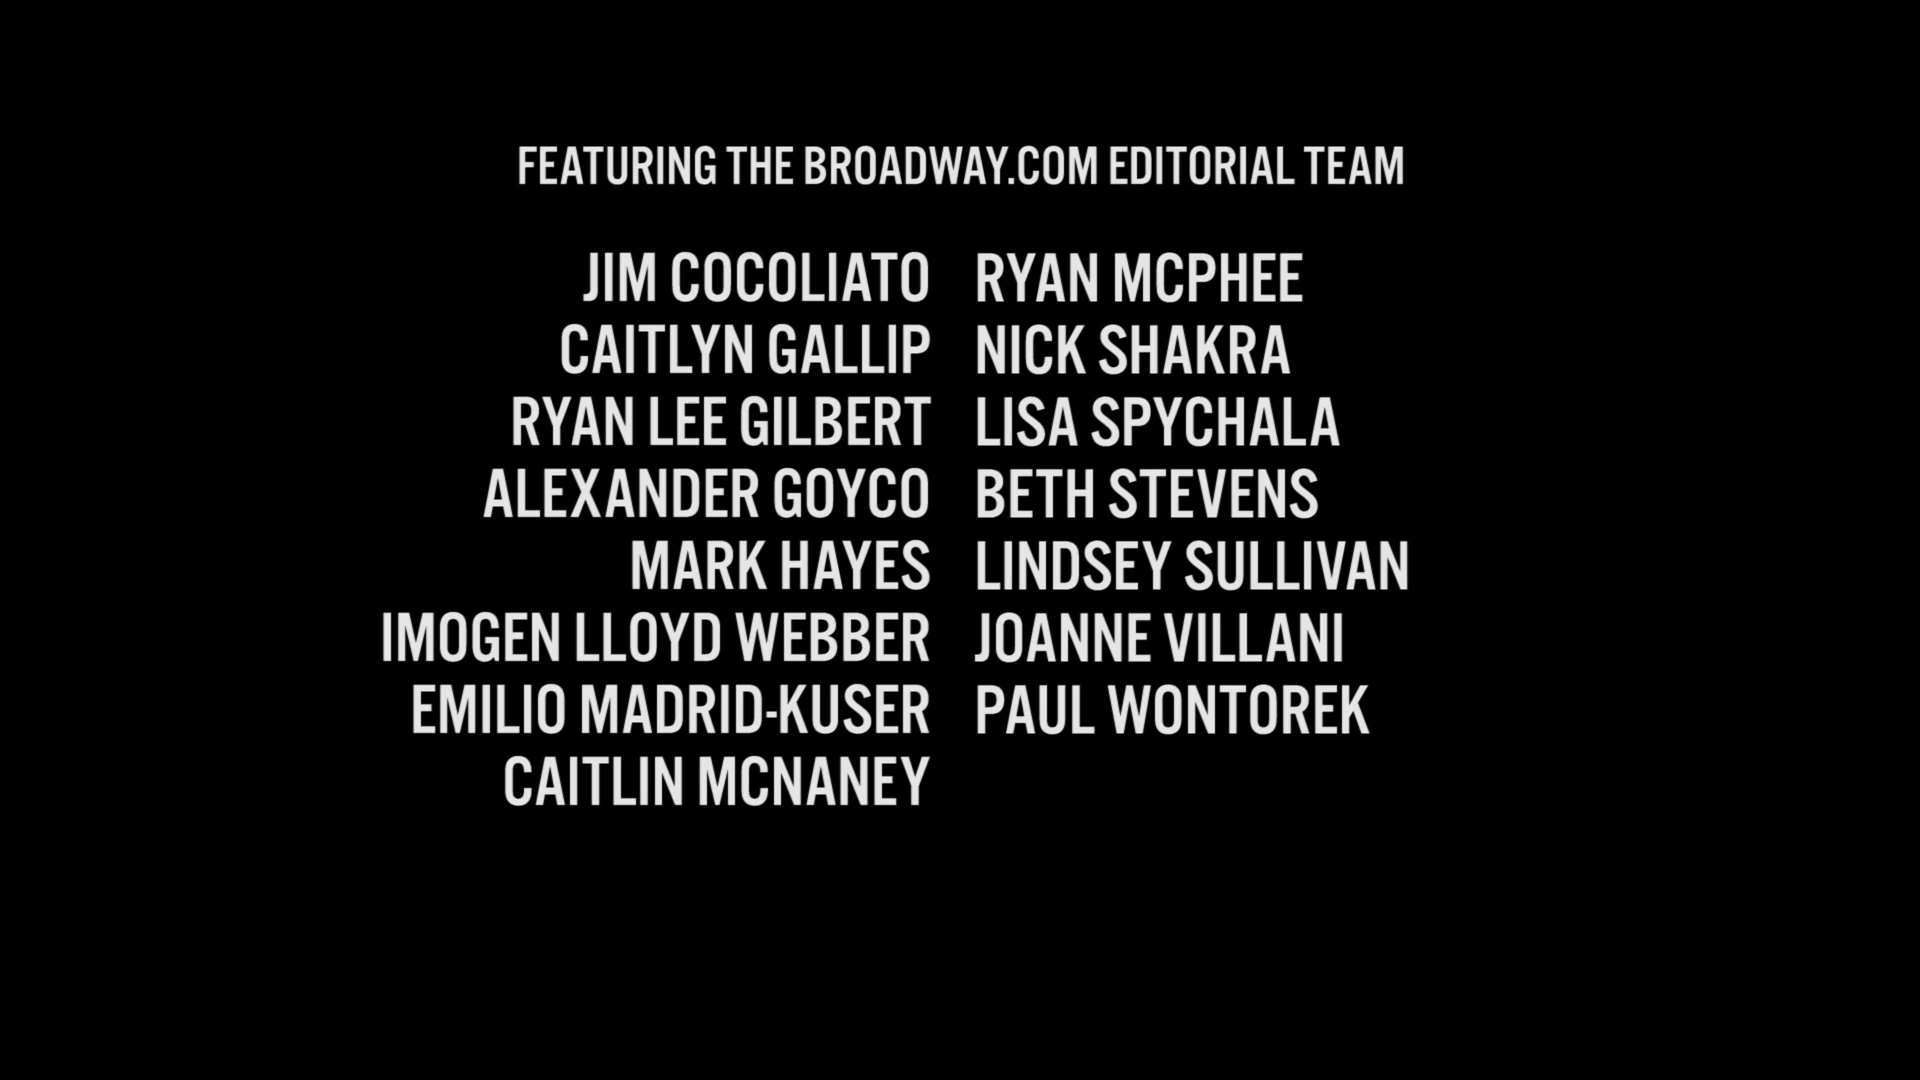 FEATURING THE BROADWAY.COM EDITORIAL TEAM
JIM COCOLIATO
CAITLYN GALLIP
RYAN LEE GILBERT
ALEXANDER GOYCO
MARK HAYES
IMOGEN LLOYD WEBBER
EMILIO MADRID-KUSER
CAITLIN MCNANEY
RYAN MCPHEE
NICK SHAKRA
LISA SPYCHALA
BETH STEVENS
LINDSEY SULLIVAN
JOANNE VILLANI
PAUL WONTOREK